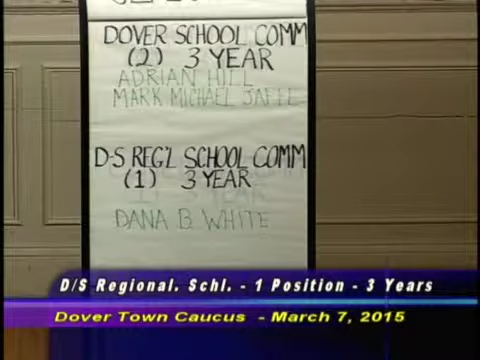 DOVER SCHOOL COMM
(2) 3 YEAR
ADRIAN HILL
MARK MICHAEL JAFFE
D-S REG'L SCHOOL COMM
(1) 3 YEAR
DANA B WHITE
D/S Regional. Schl. - 1 Position - 3 Years
Dover Town Caucus - March 7, 2015